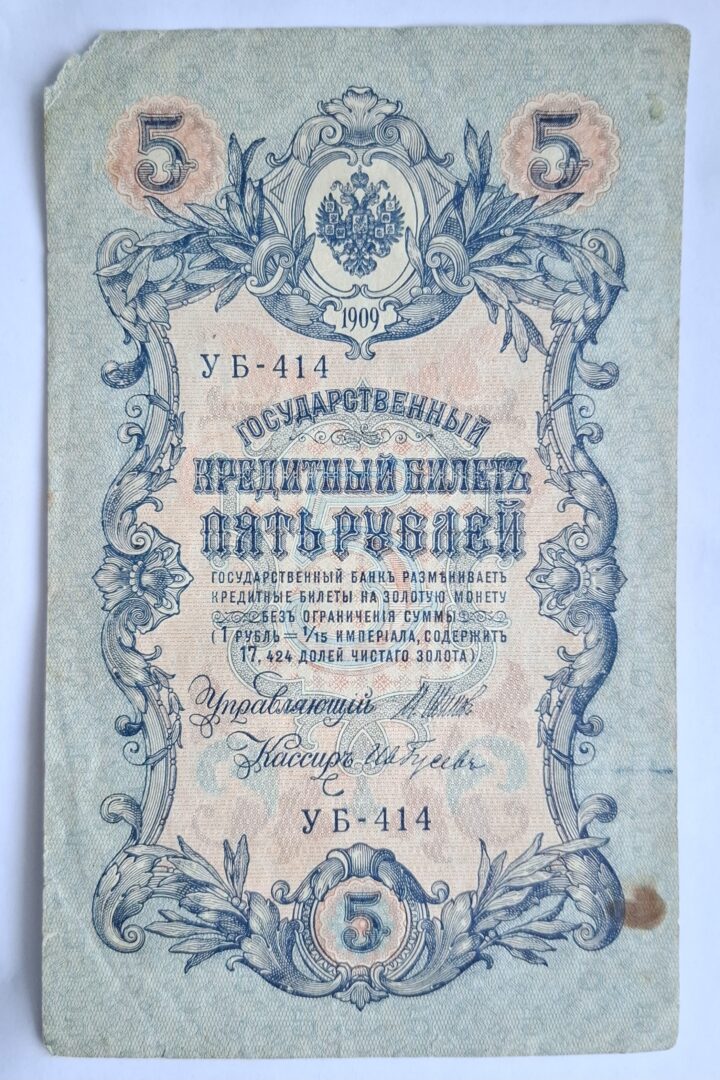 5 5
1909
УБ-414
ГОСУДАРСТВЕННЫЙ
КРЕДИТНЫЙ БИЛЕТЪ
ПЯТЬ РУБЛЕЙ
ГОСУДАРСТВЕННЫЙ БАНКЪ РАЗМѢНИВАЕТЪ
КРЕДИТНЫЕ БИЛЕТЫ НА ЗОЛОТУЮ МОНЕТУ
БЕЗЪ ОГРАНИЧЕНІЯ СУММЫ
(1 РУБЛЬ = 1/15 ИМПЕРІАЛА, СОДЕРЖИТЪ
17,424 ДОЛЕЙ ЧИСТАГО ЗОЛОТА).
Управляющій
Кассиръ
УБ-414
5